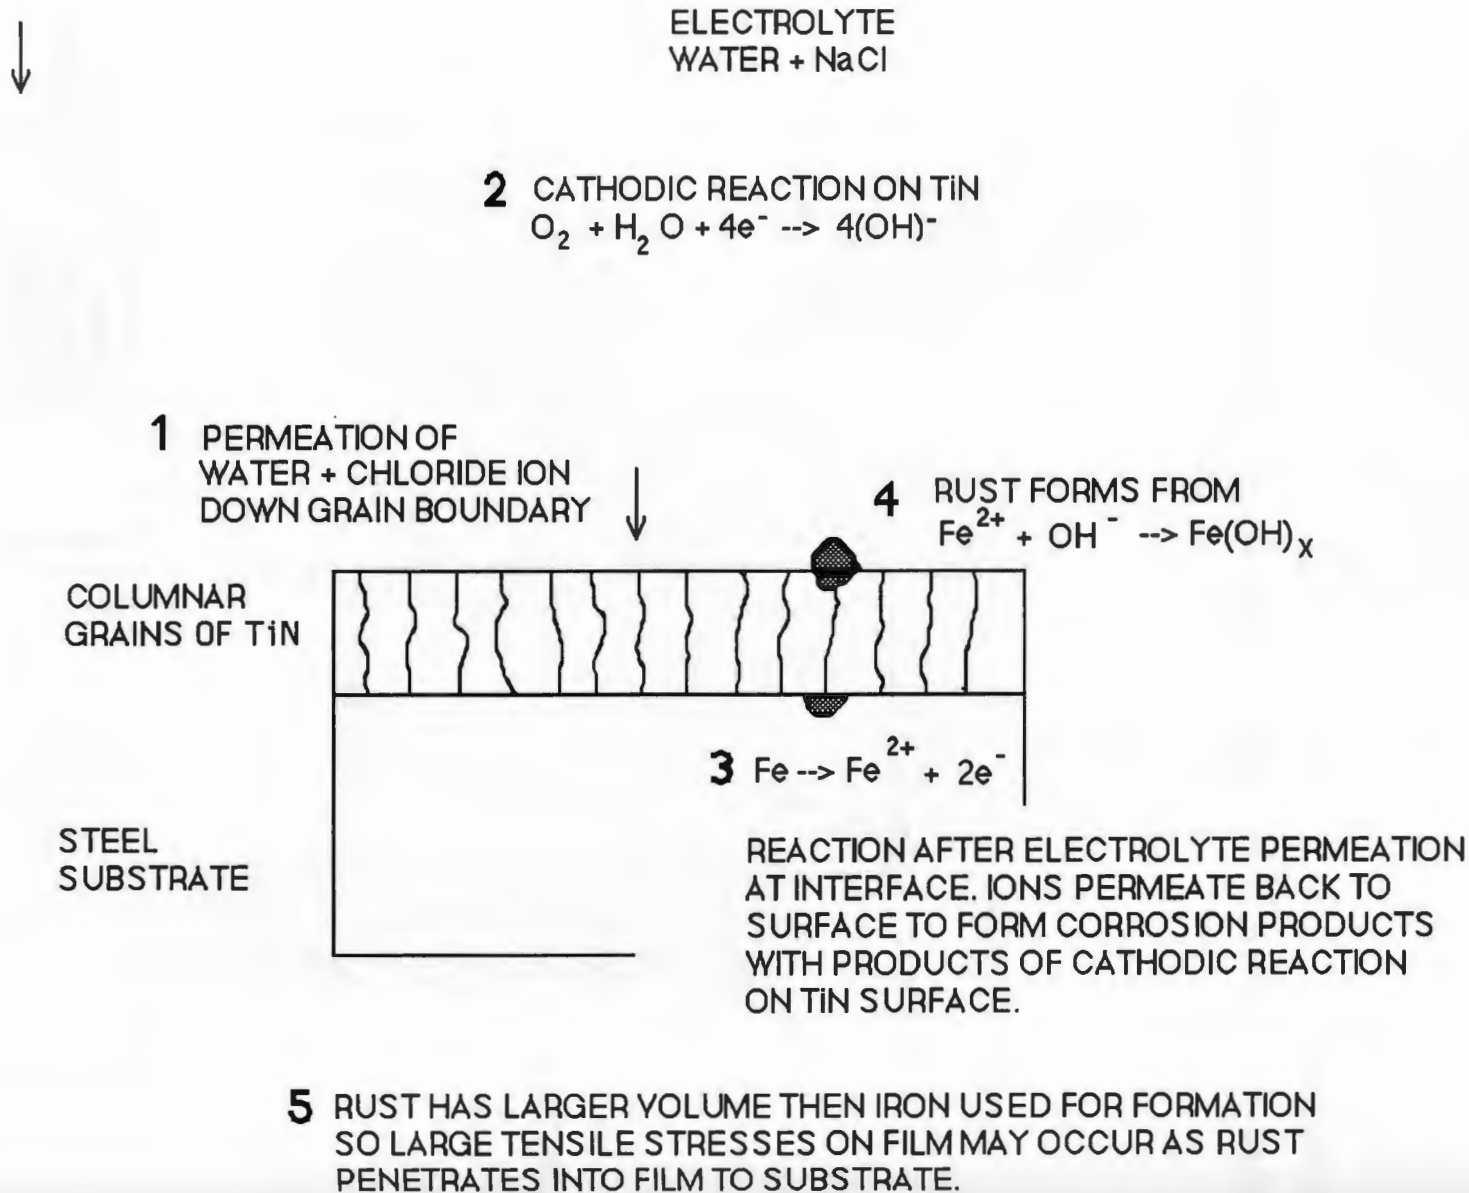 ELECTROLYTE
WATER + NaCl
2 CATHODIC REACTION ON TiN
O₂ + H₂ O + 4e⁻ --> 4(OH)⁻
1 PERMEATION OF
WATER + CHLORIDE ION
DOWN GRAIN BOUNDARY
4 RUST FORMS FROM
Fe²⁺ + OH⁻ --> Fe(OH)ₓ
COLUMNAR
GRAINS OF TiN
3 Fe --> Fe²⁺ + 2e⁻
STEEL
SUBSTRATE
REACTION AFTER ELECTROLYTE PERMEATION
AT INTERFACE. IONS PERMEATE BACK TO
SURFACE TO FORM CORROSION PRODUCTS
WITH PRODUCTS OF CATHODIC REACTION
ON TiN SURFACE.
5 RUST HAS LARGER VOLUME THEN IRON USED FOR FORMATION
SO LARGE TENSILE STRESSES ON FILM MAY OCCUR AS RUST
PENETRATES INTO FILM TO SUBSTRATE.